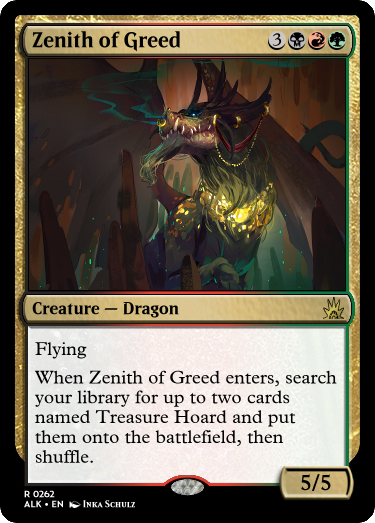 Zenith of Greed 3
Creature — Dragon
Flying
When Zenith of Greed enters, search
your library for up to two cards
named Treasure Hoard and put
them onto the battlefield, then
shuffle.
5/5
R 0262
ALK • EN Inka Schulz